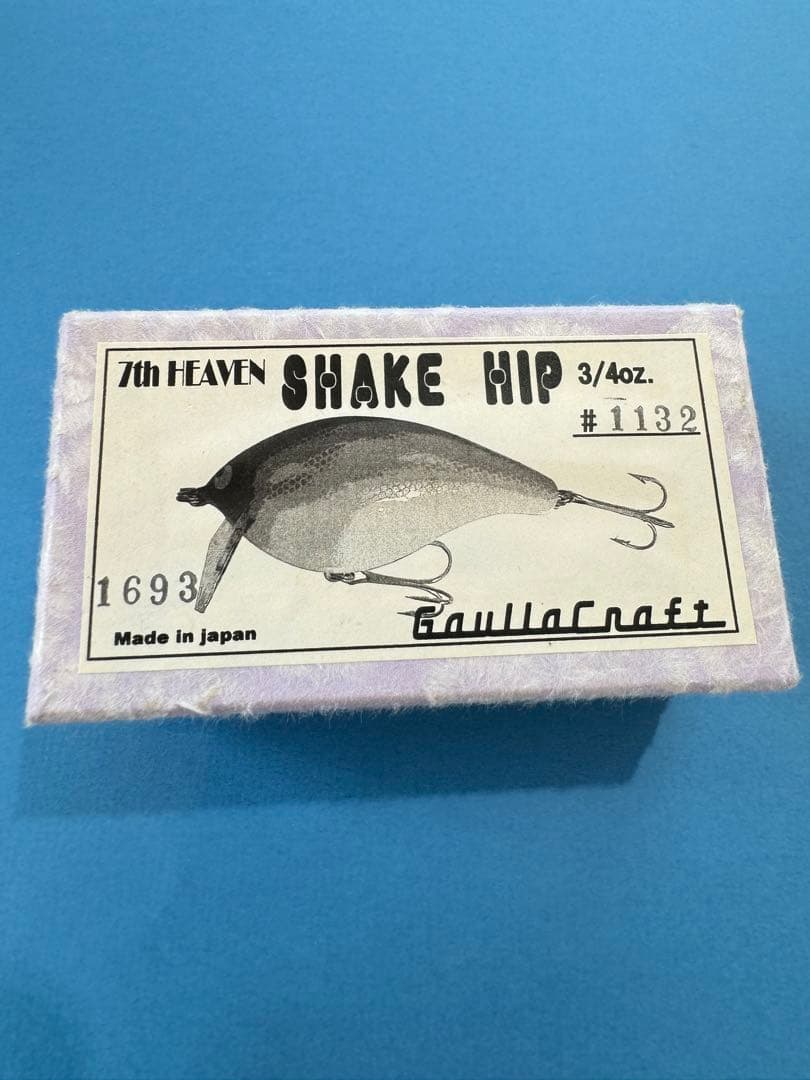 7th HEAVEN SHAKE HIP 3/4oz.
#1132
1693
Made in japan
GaullaCraft